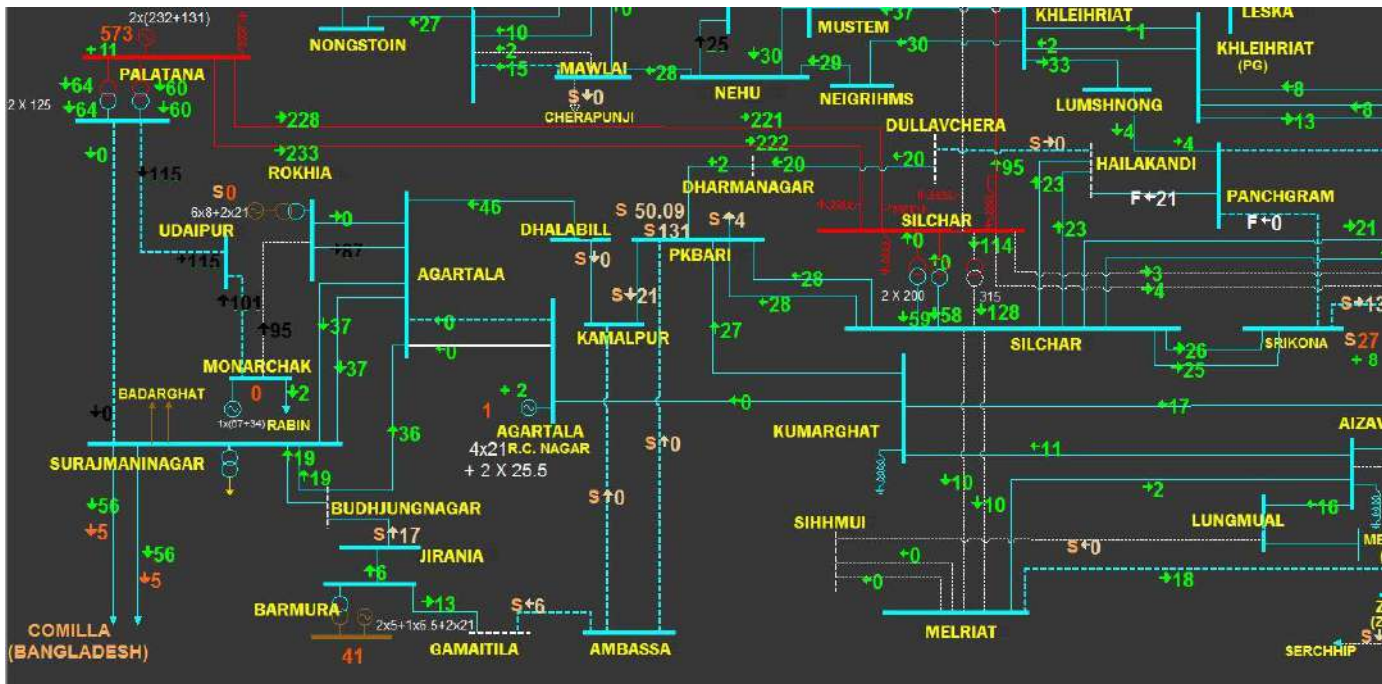 2x(232+131)
573
+11
PALATANA
2 X 125
↓64
↓64
↓60
↓60
↓0
↑115
NONGSTOIN
←27
←10
←2
←15
↑0
MAWLAI
S↓0
CHERAPUNJI
←28
↑25
NEHU
↓30
MUSTEM
←37
←29
NEIGRIHMS
←30
KHLEIHRIAT
←2
←33
←1
LESKA
KHLEIHRIAT
(PG)
←8
←8
→13
LUMSHNONG
↓4
→4
→228
→221
→233
→222
ROKHIA
S 0
6x8+2x21
UDAIPUR
→115
↑101
↑95
→0
→87
←46
AGARTALA
DHALABILL
S↓0
S↓21
KAMALPUR
←2
←20
DHARMANAGAR
←20
DULLAVCHERA
S→0
HAILAKANDI
F←21
PANCHGRAM
F←0
S 50.09
S 131
S↑4
PKBARI
SILCHAR
↑95
↑23
↑23
↑0
↑0
↓114
2 X 200
315
↓59
↓58
↓128
SILCHAR
←28
←28
↑27
→21
→3
→4
S→13
SRIKONA
→26
→25
S27
+ 8
MONARCHAK
0
↓2
1x(67+34)
RABIN
BADARGHAT
↓0
↓37
↓37
←0
←0
+ 2
1
AGARTALA
R.C. NAGAR
4x21
+ 2 X 25.5
←0
KUMARGHAT
←17
←11
AIZAW
SURAJMANINAGAR
↑19
↑19
↑36
BUDHJUNGNAGAR
S↑17
JIRANIA
↑6
BARMURA
2x5+1x6.5+2x21
41
→13
GAMAITILA
S←6
AMBASSA
S↑0
S↑0
↓56
↓5
↓56
↓5
COMILLA
(BANGLADESH)
↓10
↓10
←2
SIHHMUI
←0
←0
S←0
LUNGMUAL
←16
→18
MELRIAT
SERCHHIP